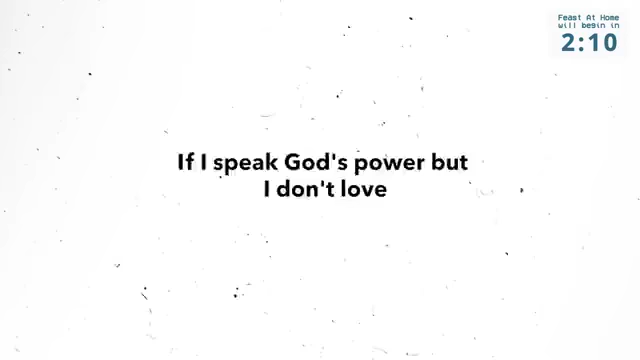 Feast At Home
will begin in
2:10
If I speak God's power but
I don't love